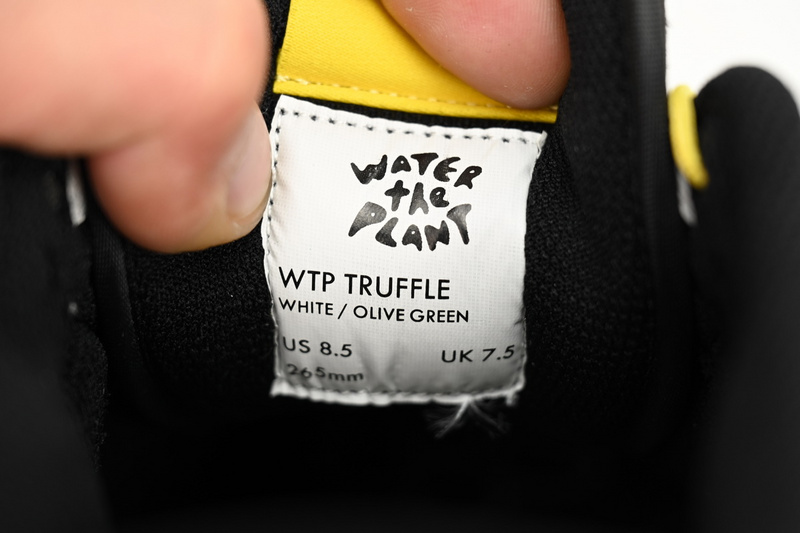 WATER
the
PLANT
WTP TRUFFLE
WHITE / OLIVE GREEN
US 8.5 UK 7.5
265mm